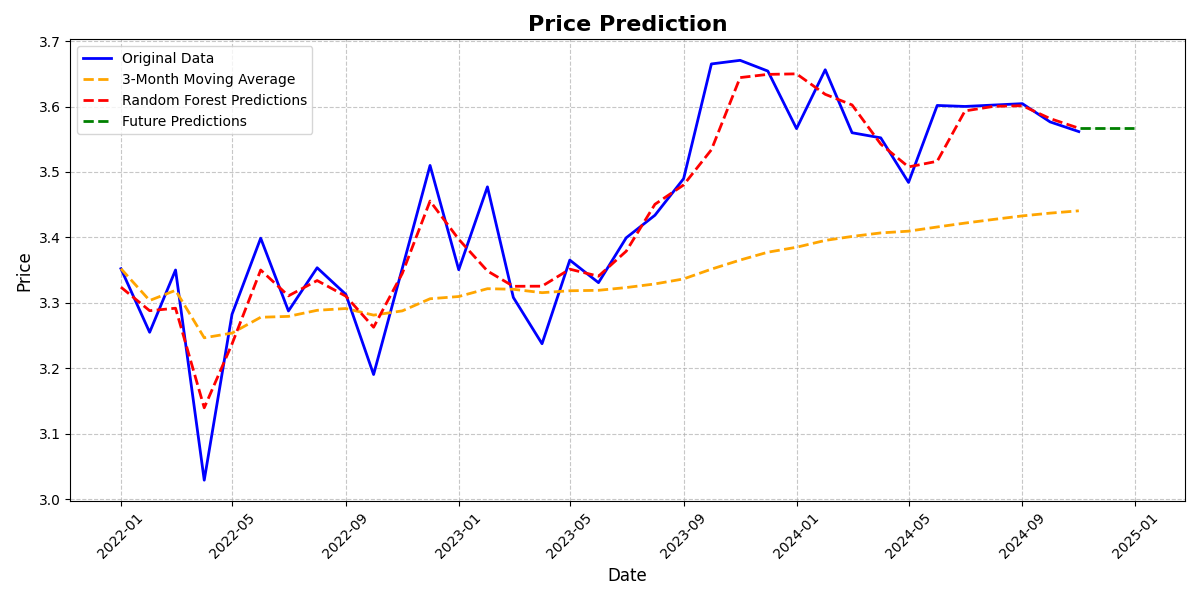 Price Prediction
Original Data
3-Month Moving Average
Random Forest Predictions
Future Predictions
Price
3.7
3.6
3.5
3.4
3.3
3.2
3.1
3.0
2022-01
2022-05
2022-09
2023-01
2023-05
2023-09
2024-01
2024-05
2024-09
2025-01
Date